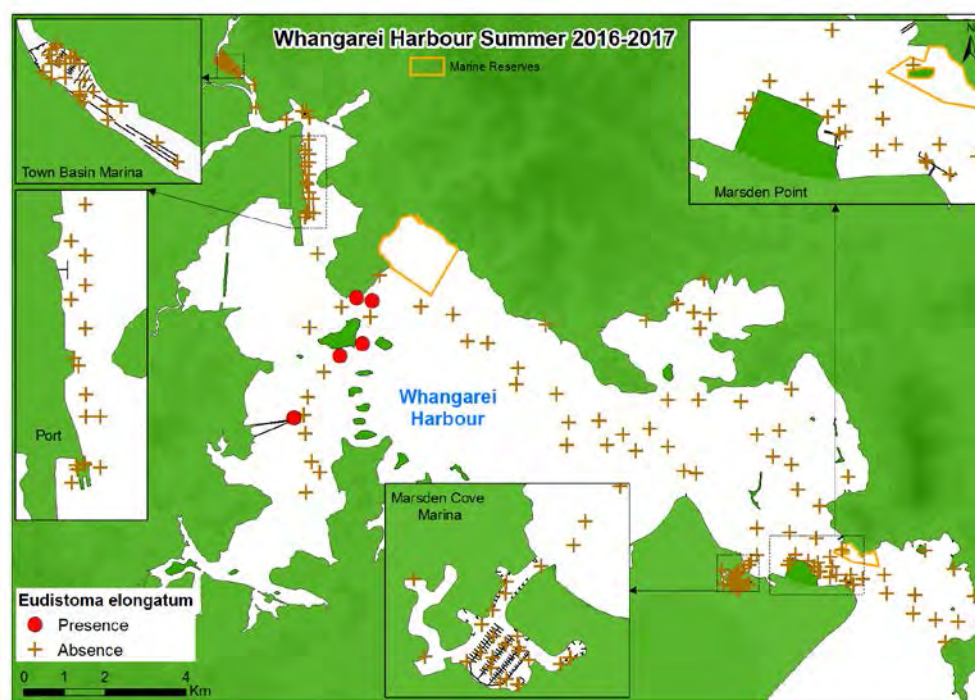 Whangarei Harbour Summer 2016-2017
Marine Reserves
N
Town Basin Marina
Marsden Point
Port
Whangarei
Harbour
Marsden Cove
Marina
Eudistoma elongatum
Presence
Absence
0 1 2 4
Km